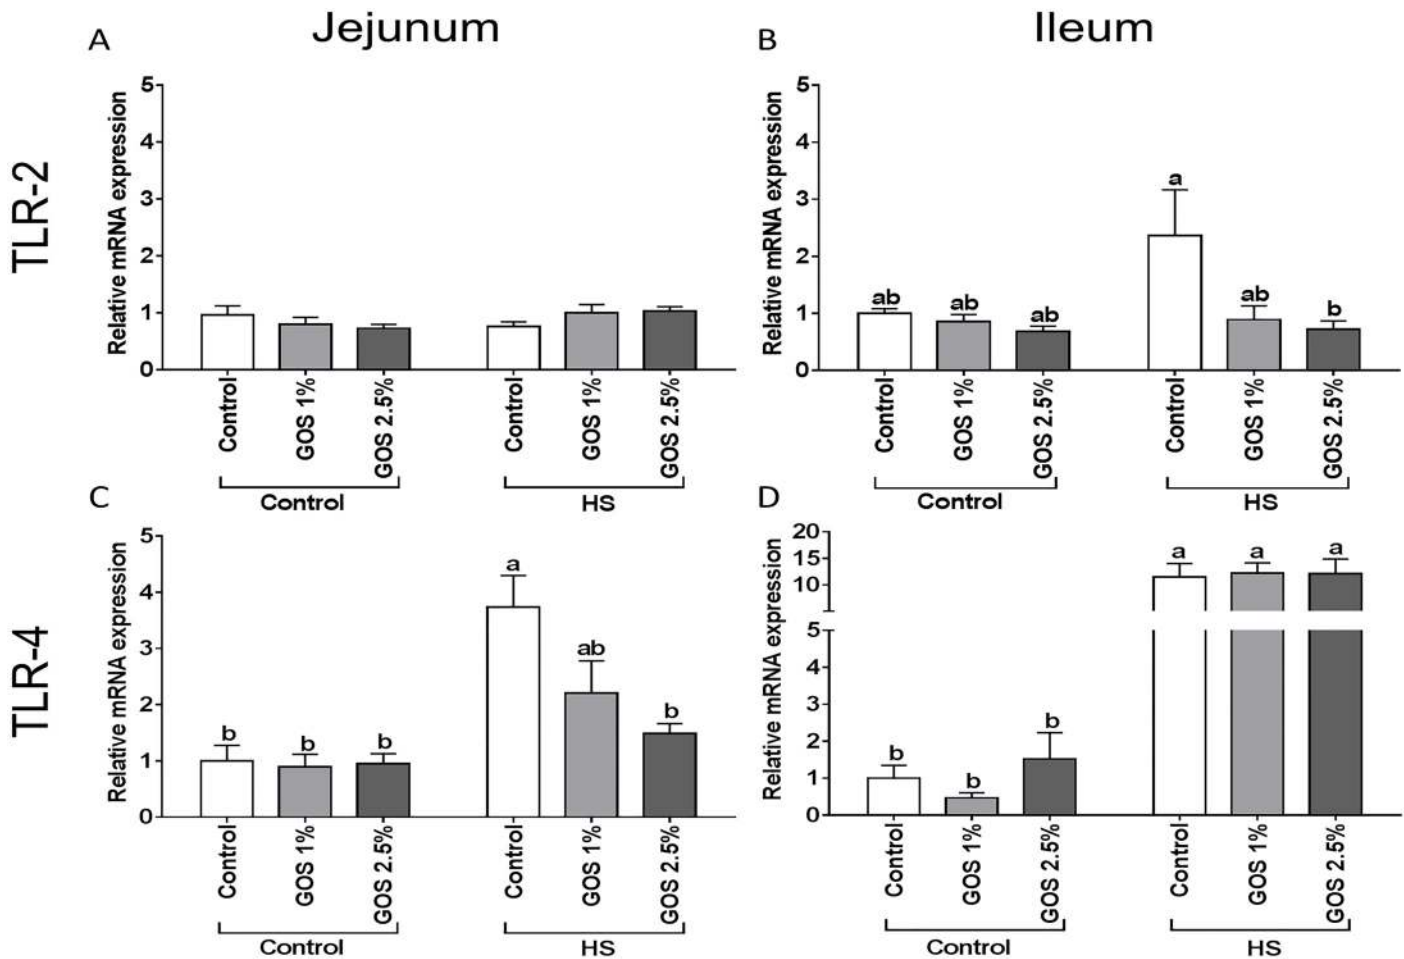 Jejunum
Ileum
TLR-2
TLR-4
A
Relative mRNA expression
5
4
3
2
1
0
Control
GOS 1%
GOS 2.5%
Control
GOS 1%
GOS 2.5%
Control
HS
B
Relative mRNA expression
5
4
3
2
1
0
ab
ab
ab
a
ab
b
Control
GOS 1%
GOS 2.5%
Control
GOS 1%
GOS 2.5%
Control
HS
C
Relative mRNA expression
5
4
3
2
1
0
b
b
b
a
ab
b
Control
GOS 1%
GOS 2.5%
Control
GOS 1%
GOS 2.5%
Control
HS
D
Relative mRNA expression
20
15
10
5
4
3
2
1
0
b
b
b
a
a
a
Control
GOS 1%
GOS 2.5%
Control
GOS 1%
GOS 2.5%
Control
HS